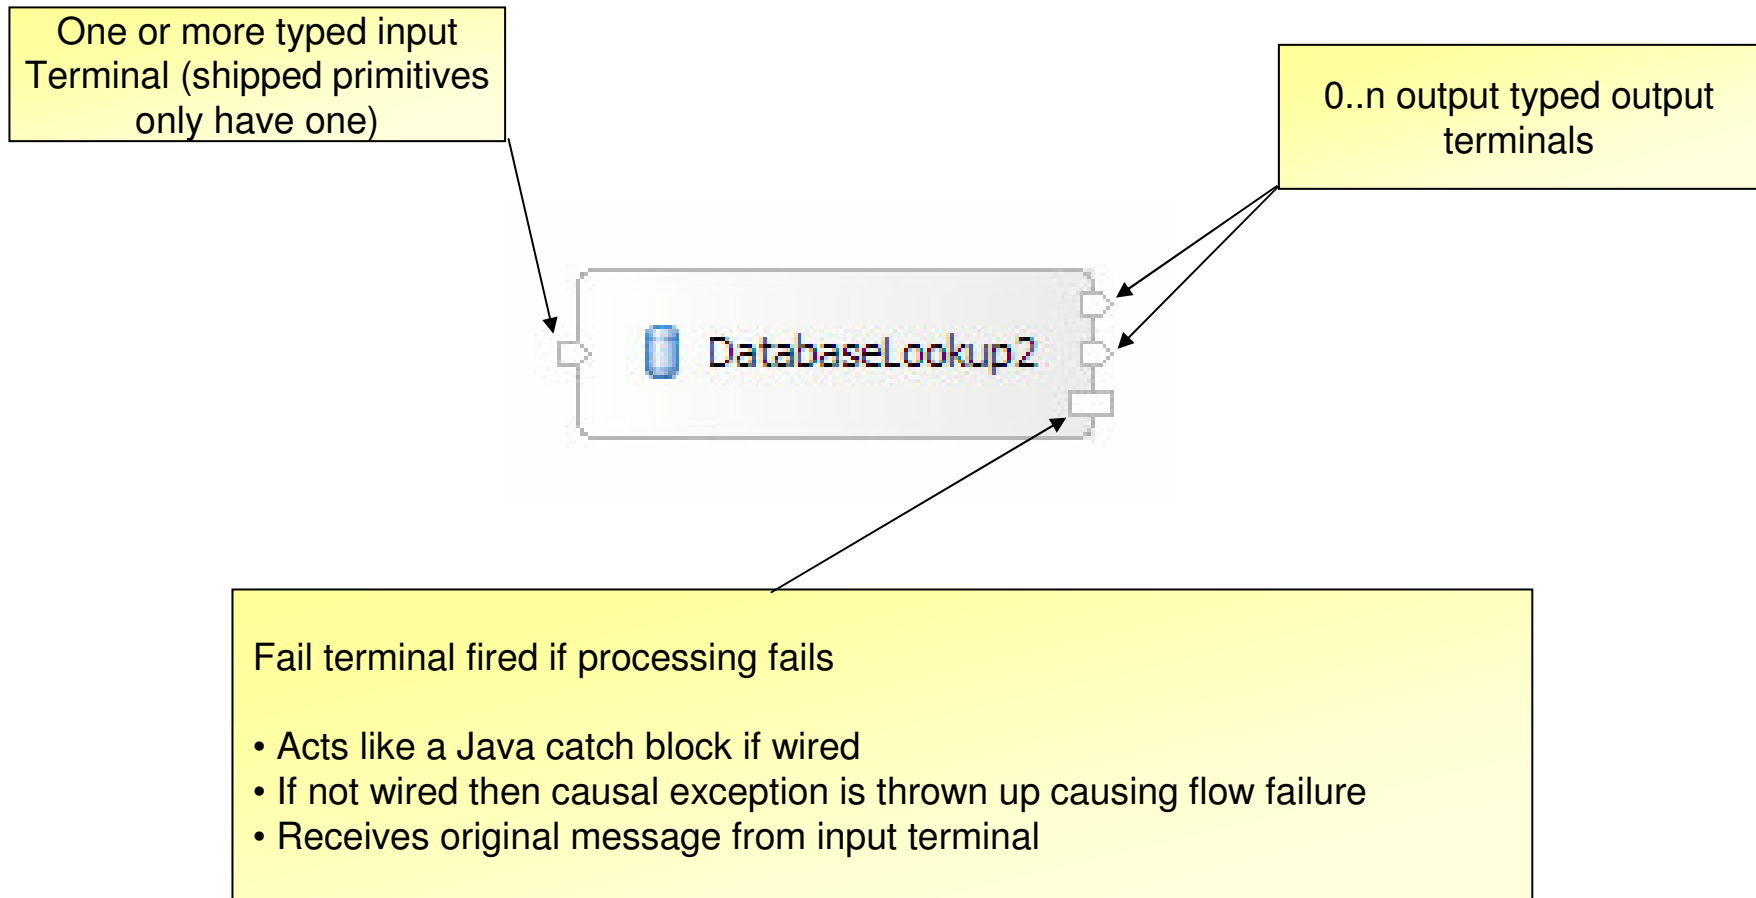 One or more typed input
Terminal (shipped primitives
only have one)
0..n output typed output
terminals
DatabaseLookup2
Fail terminal fired if processing fails
• Acts like a Java catch block if wired
• If not wired then causal exception is thrown up causing flow failure
• Receives original message from input terminal